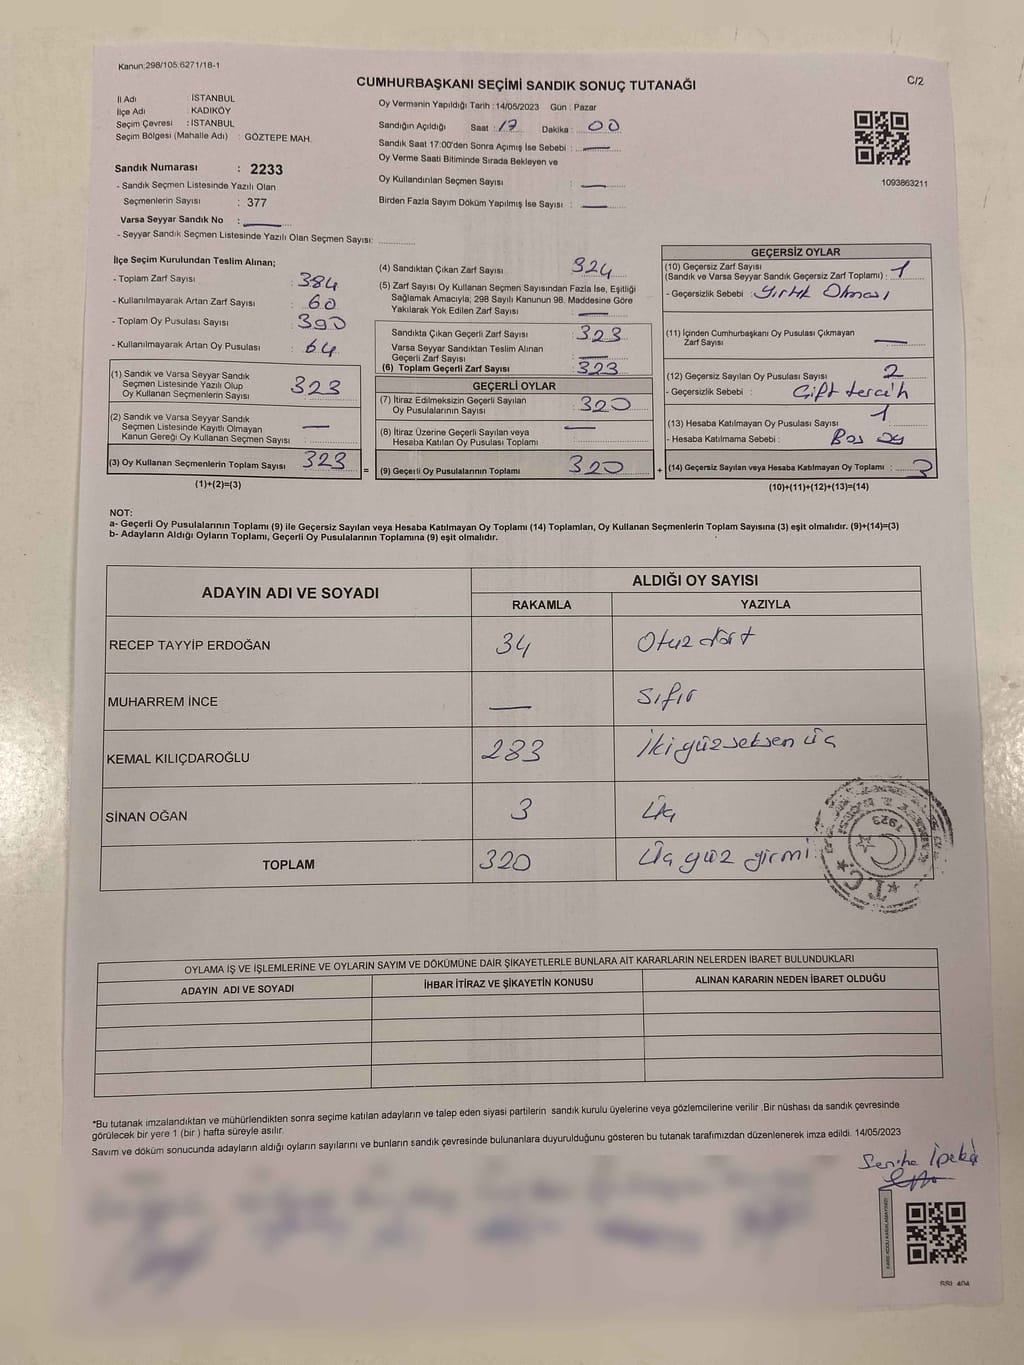 Kanun:298/105.6271/18-1
CUMHURBAŞKANI SEÇİMİ SANDIK SONUÇ TUTANAĞI
C/2
İl Adı : İSTANBUL
İlçe Adı : KADIKÖY
Seçim Çevresi : İSTANBUL
Seçim Bölgesi (Mahalle Adı) : GÖZTEPE MAH.
Sandık Numarası : 2233
- Sandık Seçmen Listesinde Yazılı Olan
Seçmenlerin Sayısı : 377
Varsa Seyyar Sandık No : —
- Seyyar Sandık Seçmen Listesinde Yazılı Olan Seçmen Sayısı: ............
Oy Vermenin Yapıldığı Tarih : 14/05/2023 Gün : Pazar
Sandığın Açıldığı Saat : 17 Dakika : 00
Sandık Saat 17:00'den Sonra Açımış İse Sebebi : —
Oy Verme Saati Bitiminde Sırada Bekleyen ve
Oy Kullandırılan Seçmen Sayısı : —
Birden Fazla Sayım Döküm Yapılmış İse Sayısı : —
1093863211
İlçe Seçim Kurulundan Teslim Alınan;
- Toplam Zarf Sayısı : 384
- Kullanılmayarak Artan Zarf Sayısı : 60
- Toplam Oy Pusulası Sayısı : 390
- Kullanılmayarak Artan Oy Pusulası : 64
(1) Sandık ve Varsa Seyyar Sandık
Seçmen Listesinde Yazılı Olup
Oy Kullanan Seçmenlerin Sayısı : 323
(2) Sandık ve Varsa Seyyar Sandık
Seçmen Listesinde Kayıtlı Olmayan
Kanun Gereği Oy Kullanan Seçmen Sayısı : —
(3) Oy Kullanan Seçmenlerin Toplam Sayısı 323 =
(1)+(2)=(3)
(4) Sandıktan Çıkan Zarf Sayısı : 324
(5) Zarf Sayısı Oy Kullanan Seçmen Sayısından Fazla İse, Eşitliği
Sağlamak Amacıyla; 298 Sayılı Kanunun 98. Maddesine Göre
Yakılarak Yok Edilen Zarf Sayısı : —
Sandıkta Çıkan Geçerli Zarf Sayısı : 323
Varsa Seyyar Sandıktan Teslim Alınan
Geçerli Zarf Sayısı : —
(6) Toplam Geçerli Zarf Sayısı : 323
GEÇERLİ OYLAR
(7) İtiraz Edilmeksizin Geçerli Sayılan
Oy Pusulalarının Sayısı : 320
(8) İtiraz Üzerine Geçerli Sayılan veya
Hesaba Katılan Oy Pusulası Toplamı : —
(9) Geçerli Oy Pusulalarının Toplamı 320 +
GEÇERSİZ OYLAR
(10) Geçersiz Zarf Sayısı
(Sandık ve Varsa Seyyar Sandık Geçersiz Zarf Toplamı) : 1
- Geçersizlik Sebebi : Yırtık Olması
(11) İçinden Cumhurbaşkanı Oy Pusulası Çıkmayan
Zarf Sayısı —
(12) Geçersiz Sayılan Oy Pusulası Sayısı 2
- Geçersizlik Sebebi : Çift tercih
(13) Hesaba Katılmayan Oy Pusulası Sayısı 1
- Hesaba Katılmama Sebebi : Boş oy
(14) Geçersiz Sayılan veya Hesaba Katılmayan Oy Toplamı : 3
(10)+(11)+(12)+(13)=(14)
NOT:
a- Geçerli Oy Pusulalarının Toplamı (9) ile Geçersiz Sayılan veya Hesaba Katılmayan Oy Toplamı (14) Toplamları, Oy Kullanan Seçmenlerin Toplam Sayısına (3) eşit olmalıdır. (9)+(14)=(3)
b- Adayların Aldığı Oyların Toplamı, Geçerli Oy Pusulalarının Toplamına (9) eşit olmalıdır.
ADAYIN ADI VE SOYADI
ALDIĞI OY SAYISI
RAKAMLA YAZIYLA
RECEP TAYYİP ERDOĞAN 34 Otuz dört
MUHARREM İNCE — Sıfır
KEMAL KILIÇDAROĞLU 283 İki yüz seksen üç
SİNAN OĞAN 3 Üç
TOPLAM 320 Üç yüz yirmi
T.C.
1923
OYLAMA İŞ VE İŞLEMLERİNE VE OYLARIN SAYIM VE DÖKÜMÜNE DAİR ŞİKAYETLERLE BUNLARA AİT KARARLARIN NELERDEN İBARET BULUNDUKLARI
ADAYIN ADI VE SOYADI İHBAR İTİRAZ VE ŞİKAYETİN KONUSU ALINAN KARARIN NEDEN İBARET OLDUĞU
*Bu tutanak imzalandıktan ve mühürlendikten sonra seçime katılan adayların ve talep eden siyasi partilerin sandık kurulu üyelerine veya gözlemcilerine verilir .Bir nüshası da sandık çevresinde
görülecek bir yere 1 (bir ) hafta süreyle asılır.
Sayım ve döküm sonucunda adayların aldığı oyların sayılarını ve bunların sandık çevresinde bulunanlara duyurulduğunu gösteren bu tutanak tarafımızdan düzenlenerek imza edildi. 14/05/2023